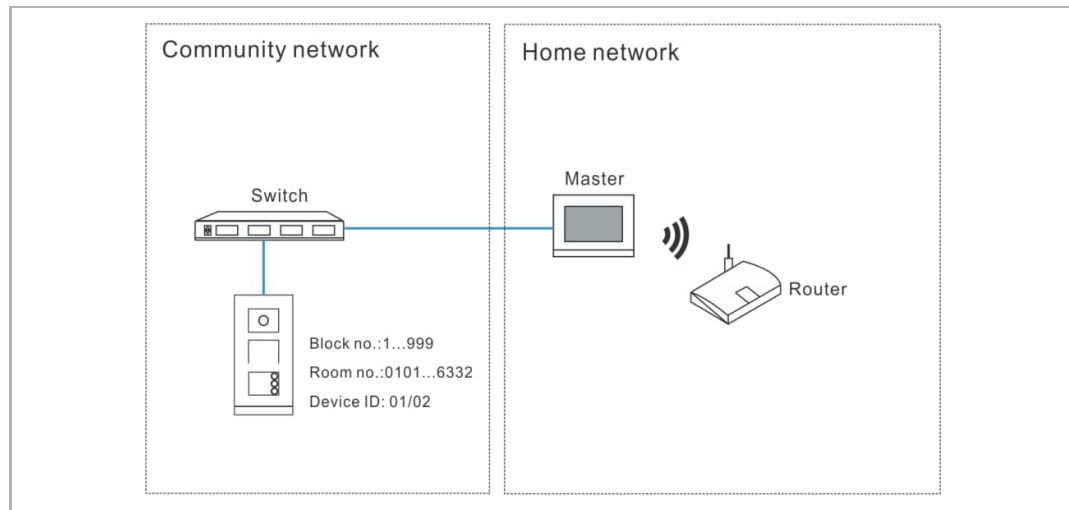 Community network
Home network
Switch
Master
Router
Block no.:1...999
Room no.:0101...6332
Device ID: 01/02